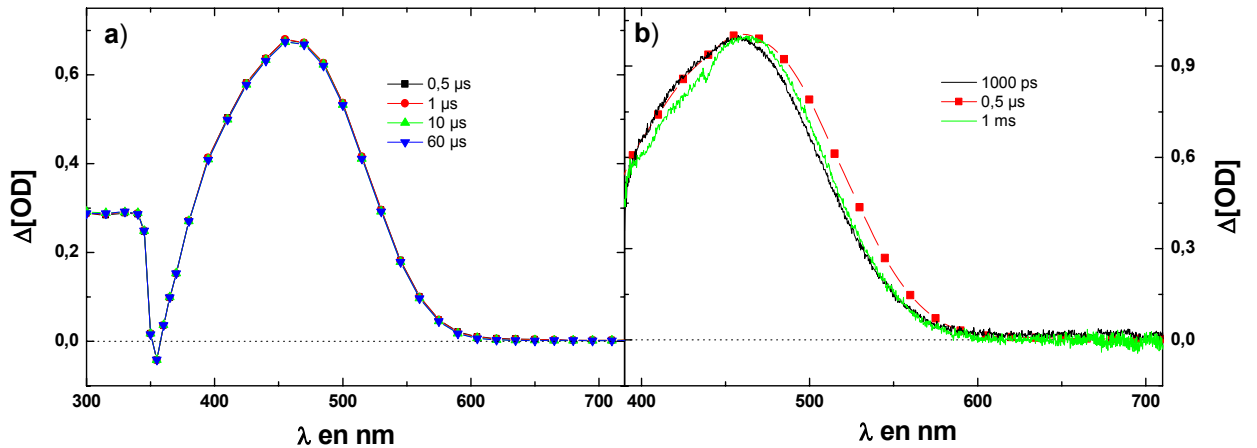 a)
b)
0,6
0,4
0,2
0,0
Δ[OD]
0,5 µs
1 µs
10 µs
60 µs
300
400
500
600
700
λ en nm
1000 ps
0,5 µs
1 ms
0,9
0,6
0,3
0,0
Δ[OD]
400
500
600
700
λ en nm